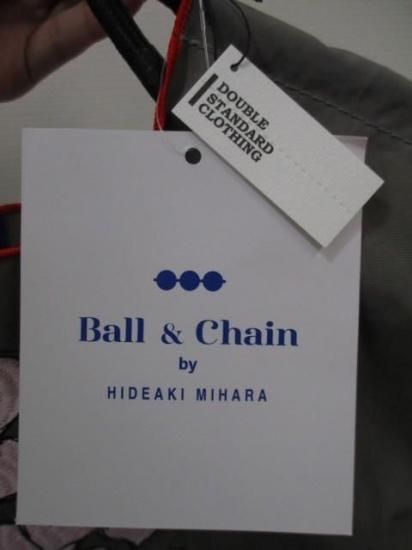 DOUBLE
STANDARD
CLOTHING
Ball & Chain
by
HIDEAKI MIHARA